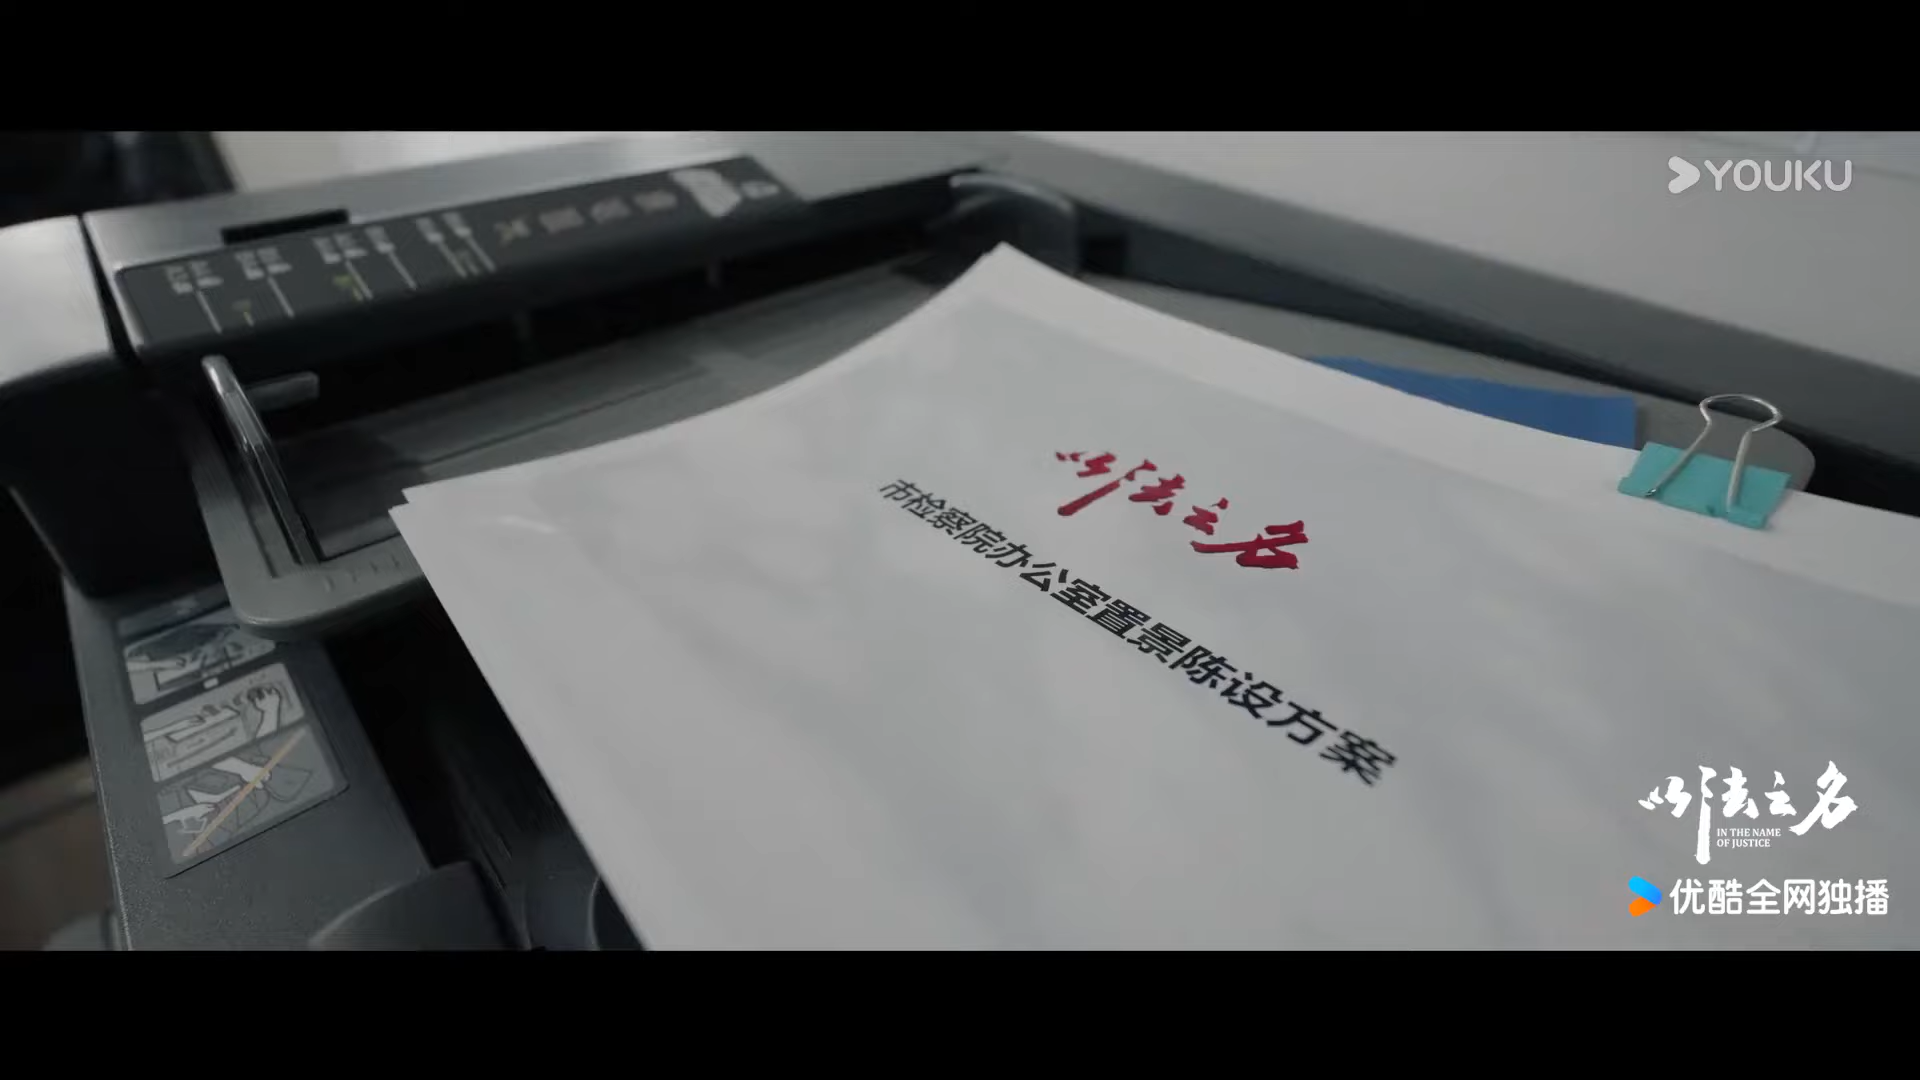 YOUKU
以法之名
市检察院办公室置景陈设方案
以法之名
IN THE NAME
OF JUSTICE
优酷全网独播